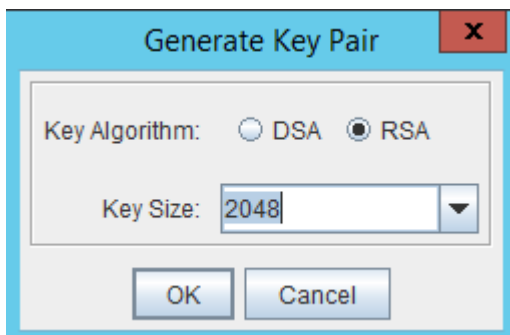 Generate Key Pair
x
Key Algorithm: DSA RSA
Key Size: 2048
OK Cancel